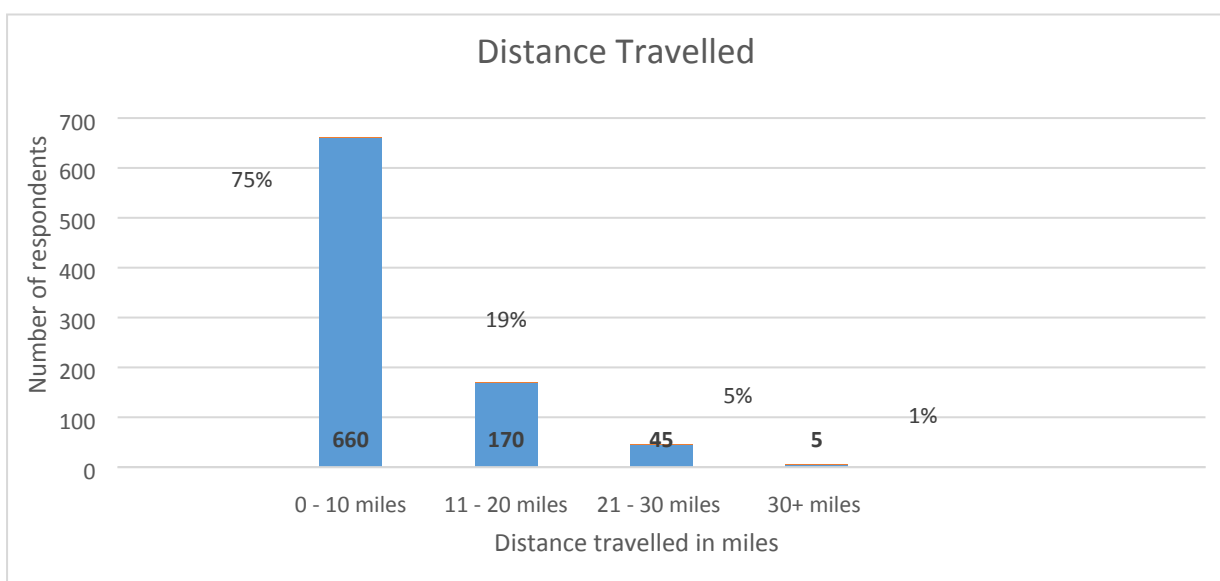 Distance Travelled
Number of respondents
700
600
500
400
300
200
100
0
75%
19%
5%
1%
660
170
45
5
0 - 10 miles
11 - 20 miles
21 - 30 miles
30+ miles
Distance travelled in miles